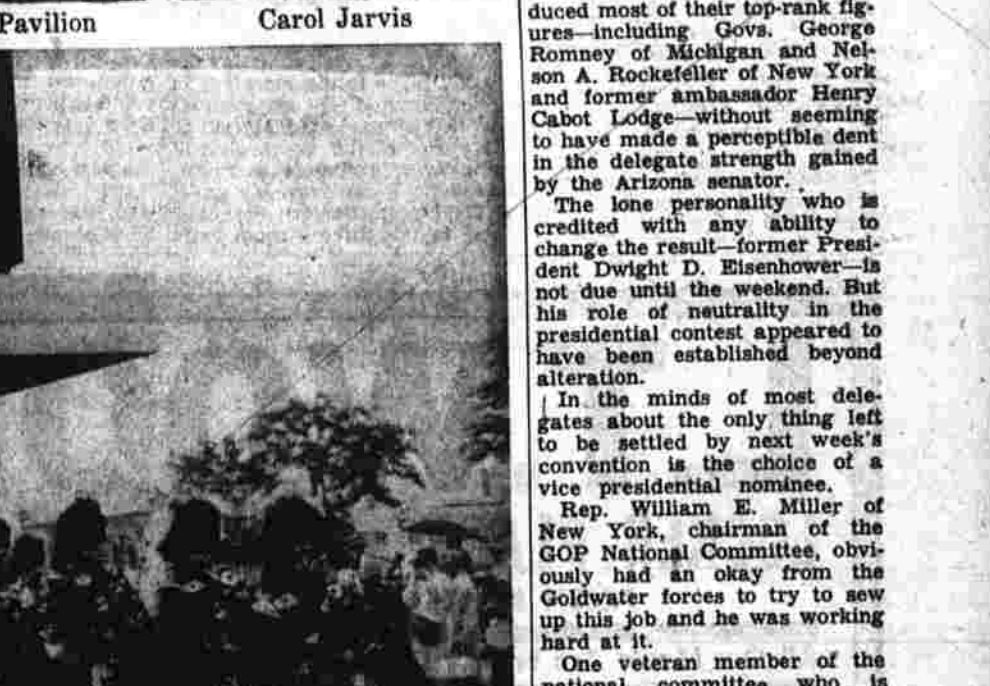 Pavilion
Carol Jarvis
duced most of their top-rank fig-
ures—including Govs. George
Romney of Michigan and Nel-
son A. Rockefeller of New York
and former ambassador Henry
Cabot Lodge—without seeming
to have made a perceptible dent
in the delegate strength gained
by the Arizona senator.
The lone personality who is
credited with any ability to
change the result—former Presi-
dent Dwight D. Eisenhower—is
not due until the weekend. But
his role of neutrality in the
presidential contest appeared to
have been established beyond
alteration.
In the minds of most dele-
gates about the only thing left
to be settled by next week's
convention is the choice of a
vice presidential nominee.
Rep. William E. Miller of
New York, chairman of the
GOP National Committee, obvi-
ously had an okay from the
Goldwater forces to try to sew
up this job and he was working
hard at it.
One veteran member of the
national committee who is